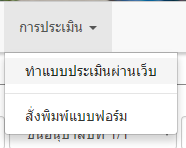 การประเมิน
ทำแบบประเมินผ่านเว็บ
สั่งพิมพ์แบบฟอร์ม